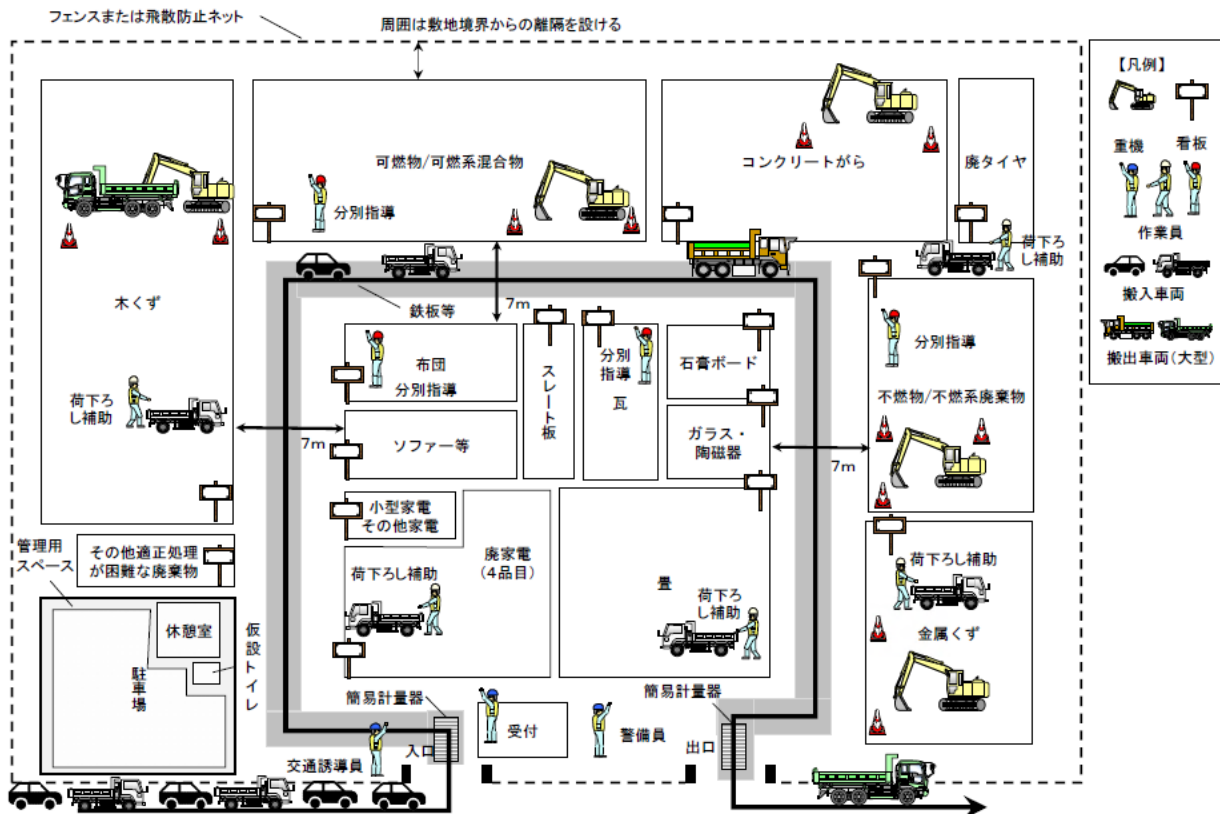 フェンスまたは飛散防止ネット
周囲は敷地境界からの離隔を設ける
【凡例】
重機
看板
作業員
搬入車両
搬出車両(大型)
可燃物/可燃系混合物
分別指導
コンクリートがら
廃タイヤ
荷下ろ
し補助
木くず
鉄板等
7m
布団
分別指導
スレート板
分別
指導
瓦
石膏ボード
分別指導
不燃物/不燃系廃棄物
荷下ろ
し補助
7m
ソファー等
ガラス・
陶磁器
7m
小型家電
その他家電
廃家電
(4品目)
荷下ろし補助
畳
荷下ろ
し補助
荷下ろし補助
金属くず
管理用
スペース
その他適正処理
が困難な廃棄物
休憩室
仮設トイレ
駐車場
簡易計量器
簡易計量器
入口
受付
警備員
出口
交通誘導員